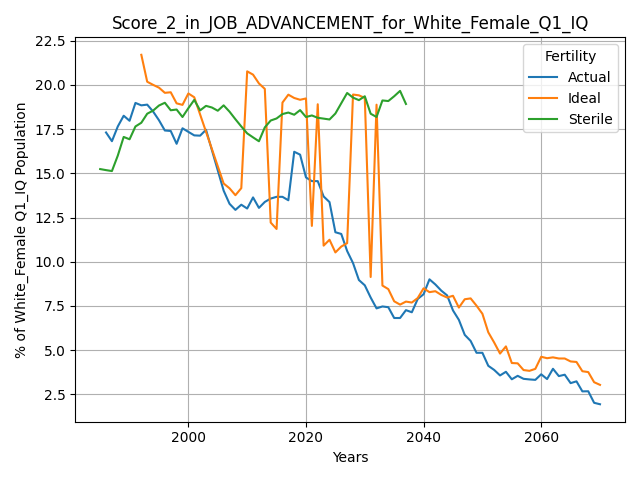 Score_2_in_JOB_ADVANCEMENT_for_White_Female_Q1_IQ
Fertility
Actual
Ideal
Sterile
% of White_Female Q1_IQ Population
22.5
20.0
17.5
15.0
12.5
10.0
7.5
5.0
2.5
2000
2020
2040
2060
Years